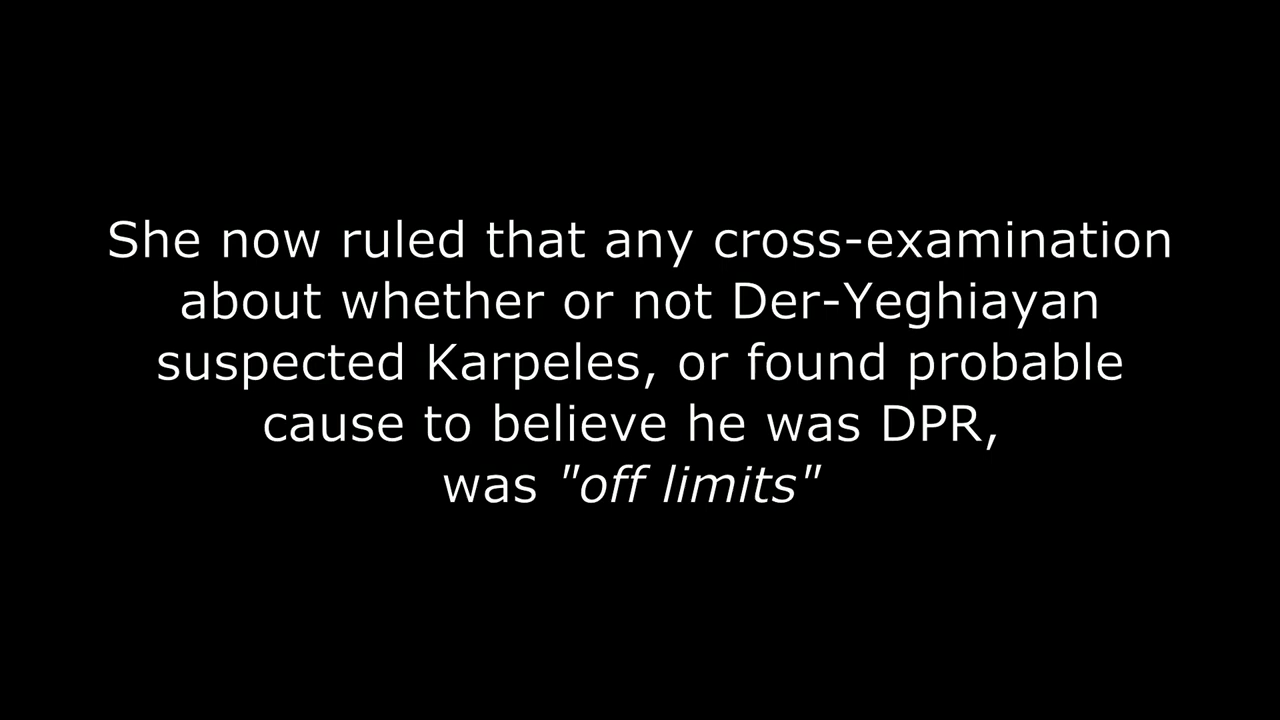 She now ruled that any cross-examination
about whether or not Der-Yeghiayan
suspected Karpeles, or found probable
cause to believe he was DPR,
was "off limits"